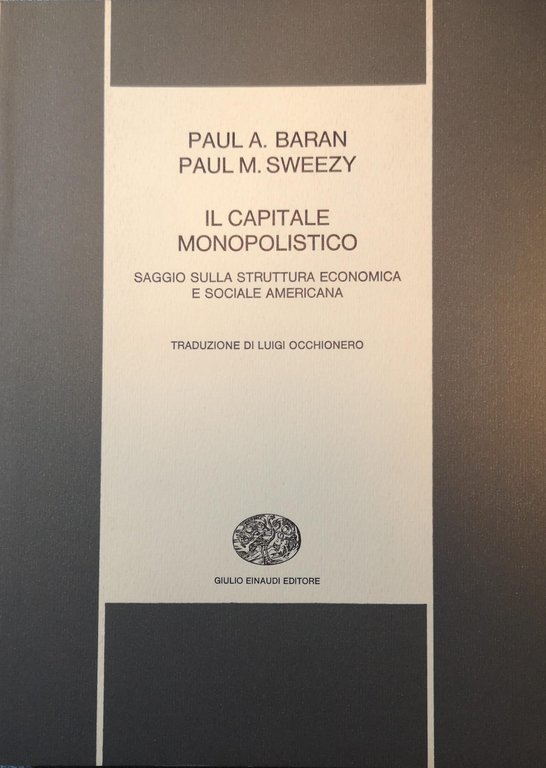 PAUL A. BARAN
PAUL M. SWEEZY
IL CAPITALE
MONOPOLISTICO
SAGGIO SULLA STRUTTURA ECONOMICA
E SOCIALE AMERICANA
TRADUZIONE DI LUIGI OCCHIONERO
GIULIO EINAUDI EDITORE